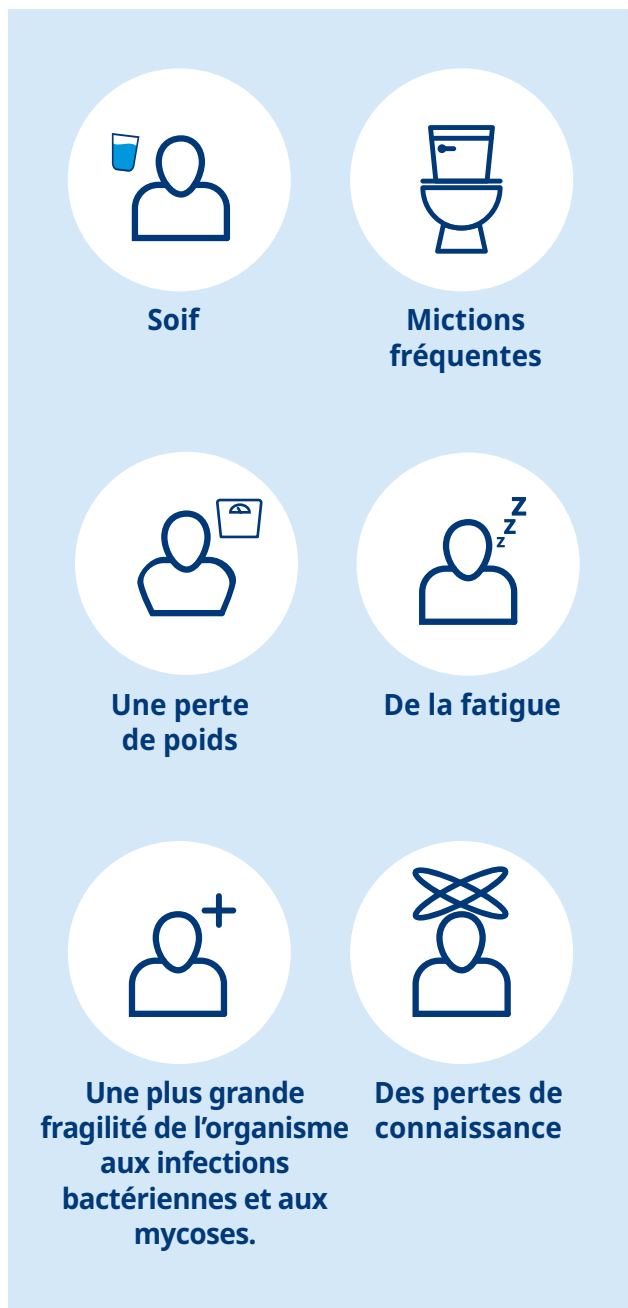 Soif
Mictions
fréquentes
Une perte
de poids
z
z
z
De la fatigue
Une plus grande
fragilité de l’organisme
aux infections
bactériennes et aux
mycoses.
Des pertes de
connaissance